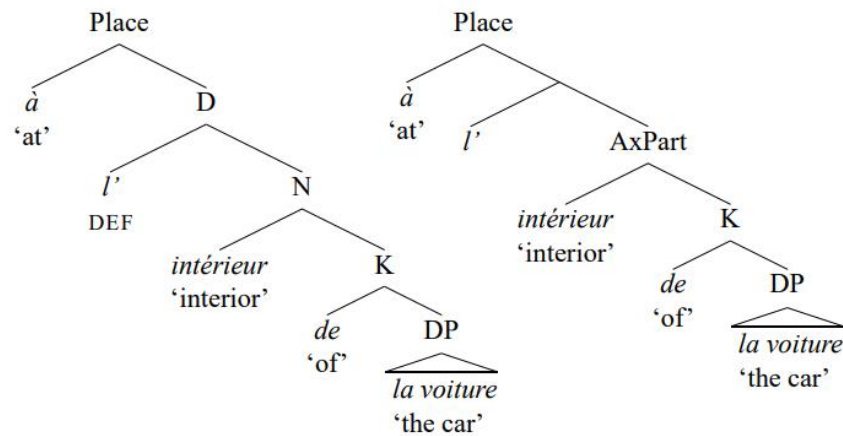 Place
à
‘at’
D
l’
DEF
N
intérieur
‘interior’
K
de
‘of’
DP
la voiture
‘the car’
Place
à
‘at’
l’
AxPart
intérieur
‘interior’
K
de
‘of’
DP
la voiture
‘the car’